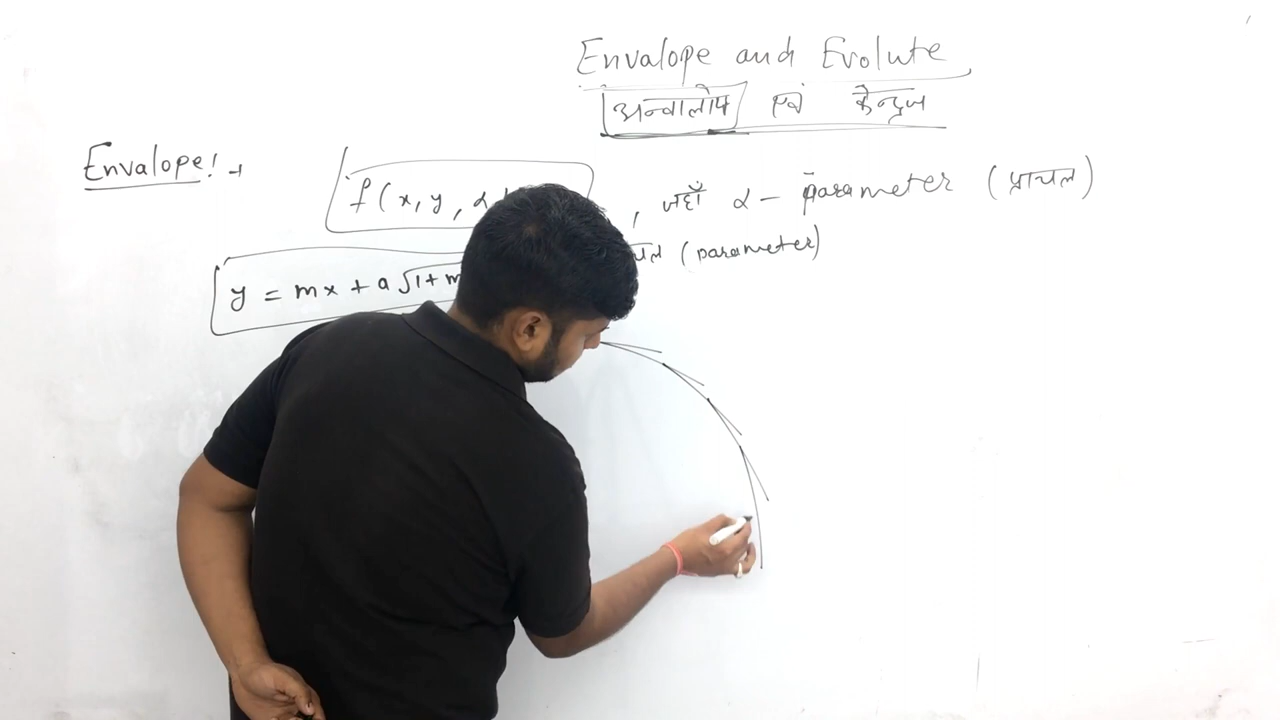 Envalope and Evolute
अन्वालोप एवं केन्द्रज
Envalope! →
f(x, y, α , जहाँ α – parameter (प्राचल)
(parameter)
y = mx + a√1+m